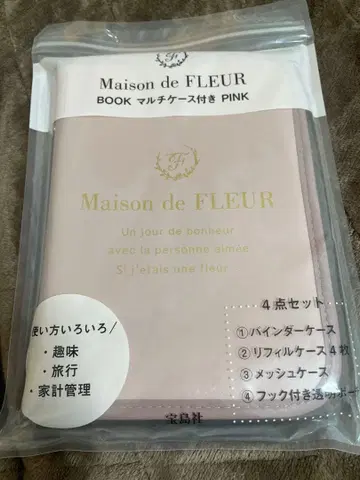 F
Maison de FLEUR
BOOK マルチケース付き PINK
F
Maison de FLEUR
Un jour de bonheur
avec la personne aimée
S' j'étais une fleur
使い方いろいろ/
・趣味
・旅行
・家計管理
4点セット
①バインダーケース
②リフィルケース4枚
③メッシュケース
④フック付き透明ポー
宝島社